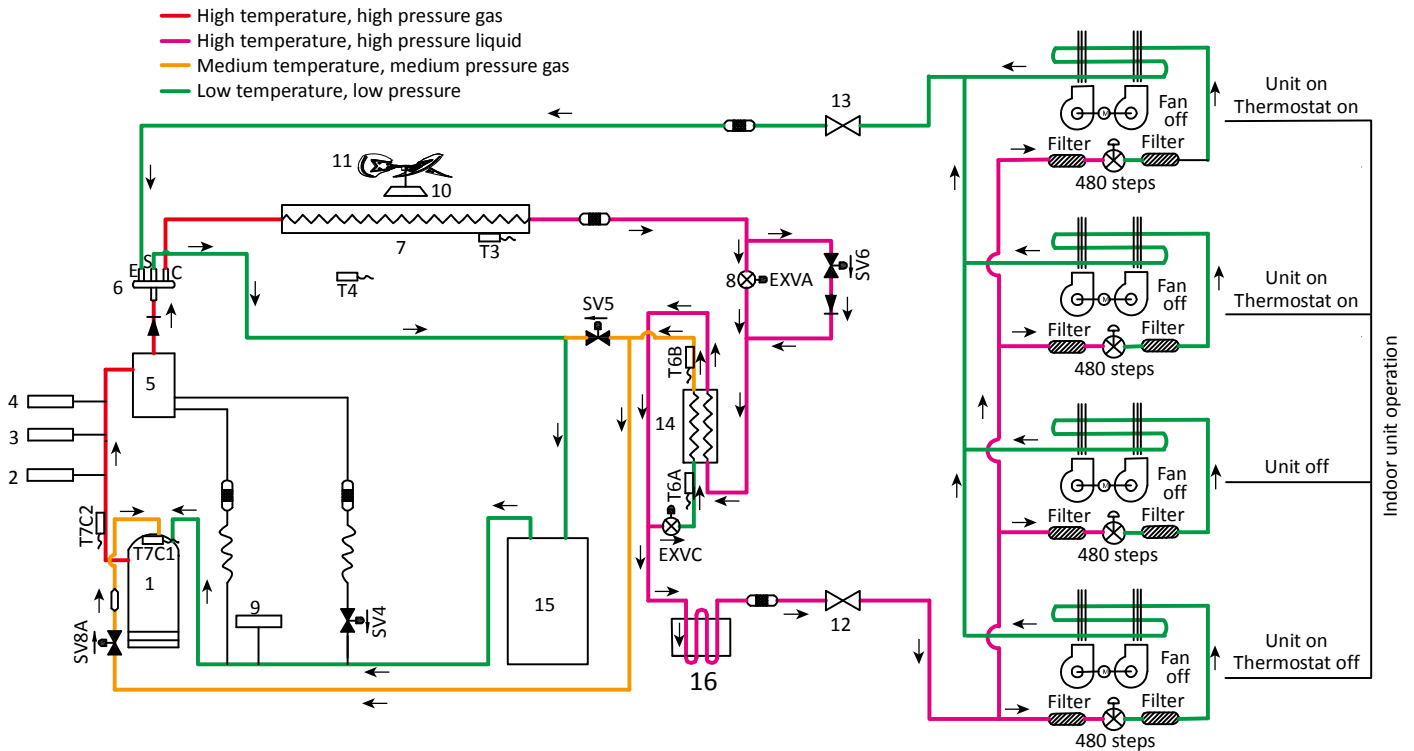 High temperature, high pressure gas
High temperature, high pressure liquid
Medium temperature, medium pressure gas
Low temperature, low pressure
13
11
10
7
T3
T4
E
S
C
6
8
EXVA
SV6
SV5
T6B
14
T6A
EXVC
5
4
3
2
T7C2
T7C1
1
SV8A
9
SV4
15
16
12
Fan
off
M
Filter
Filter
480 steps
Unit on
Thermostat on
Fan
off
M
Filter
Filter
480 steps
Unit on
Thermostat on
Fan
off
M
Filter
Filter
480 steps
Unit off
Fan
off
M
Filter
Filter
480 steps
Unit on
Thermostat off
Indoor unit operation